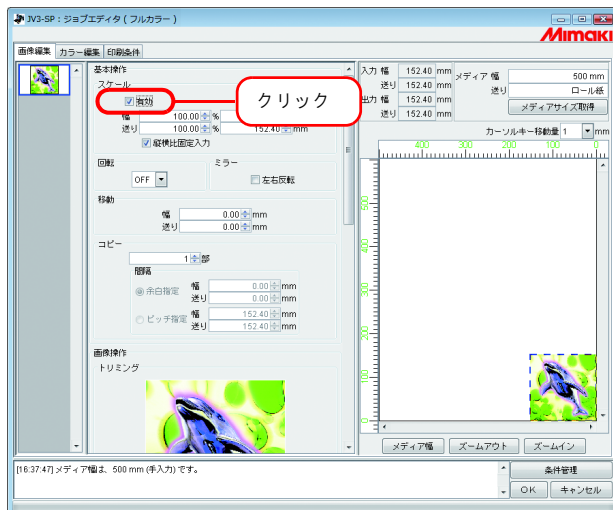 JV3-SP : ジョブエディタ ( フルカラー )
Mimaki
画像編集 カラー編集 印刷条件
基本操作
スケール
有効
クリック
幅 100.00 %
送り 100.00 % 152.40 mm
縦横比固定入力
回転
OFF
ミラー
左右反転
移動
幅 0.00 mm
送り 0.00 mm
コピー
1 部
間隔
余白指定 幅 0.00 mm
送り 0.00 mm
ピッチ指定 幅 152.40 mm
送り 152.40 mm
画像操作
トリミング
入力 幅 152.40 mm
送り 152.40 mm
出力 幅 152.40 mm
送り 152.40 mm
メディア 幅 500 mm
送り ロール紙
メディアサイズ取得
カーソルキー移動量 1 mm
400 300 200 100 0
500
400
300
200
100
0
メディア幅 ズームアウト ズームイン
[16:37:47] メディア幅は、500 mm (手入力) です。
条件管理
OK キャンセル